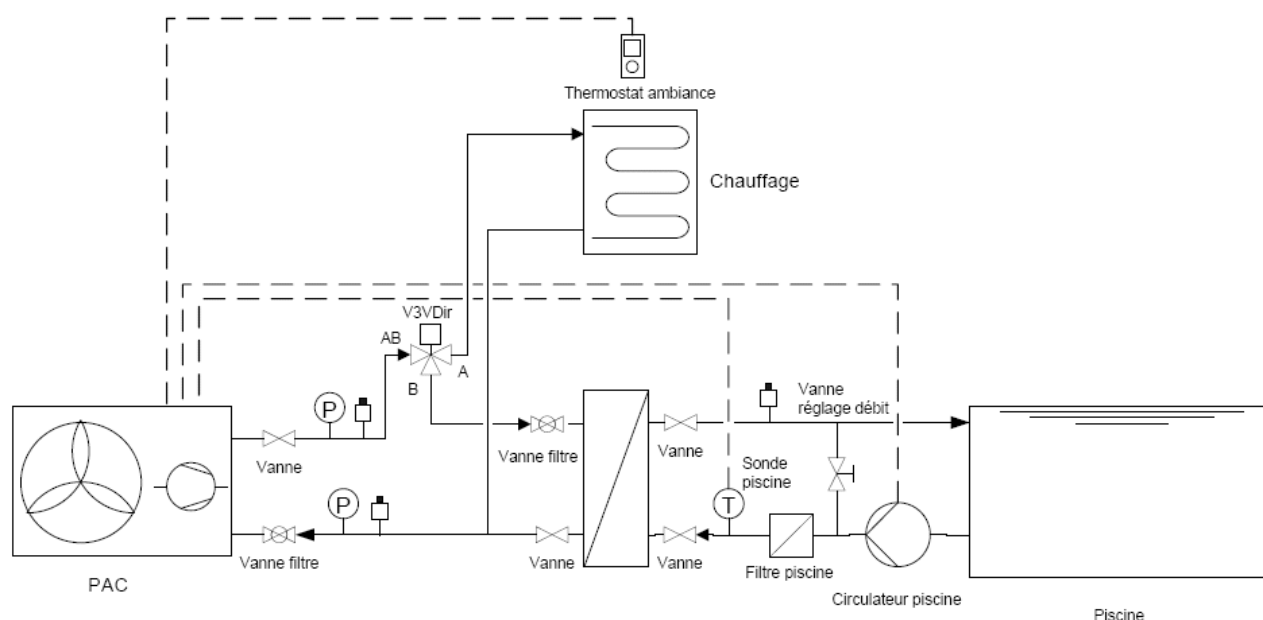 Thermostat ambiance
Chauffage
V3VDir
AB
A
B
P
Vanne
Vanne filtre
Vanne
Vanne
réglage débit
Sonde
piscine
P
T
Vanne filtre
Vanne
Vanne
Filtre piscine
Circulateur piscine
PAC
Piscine